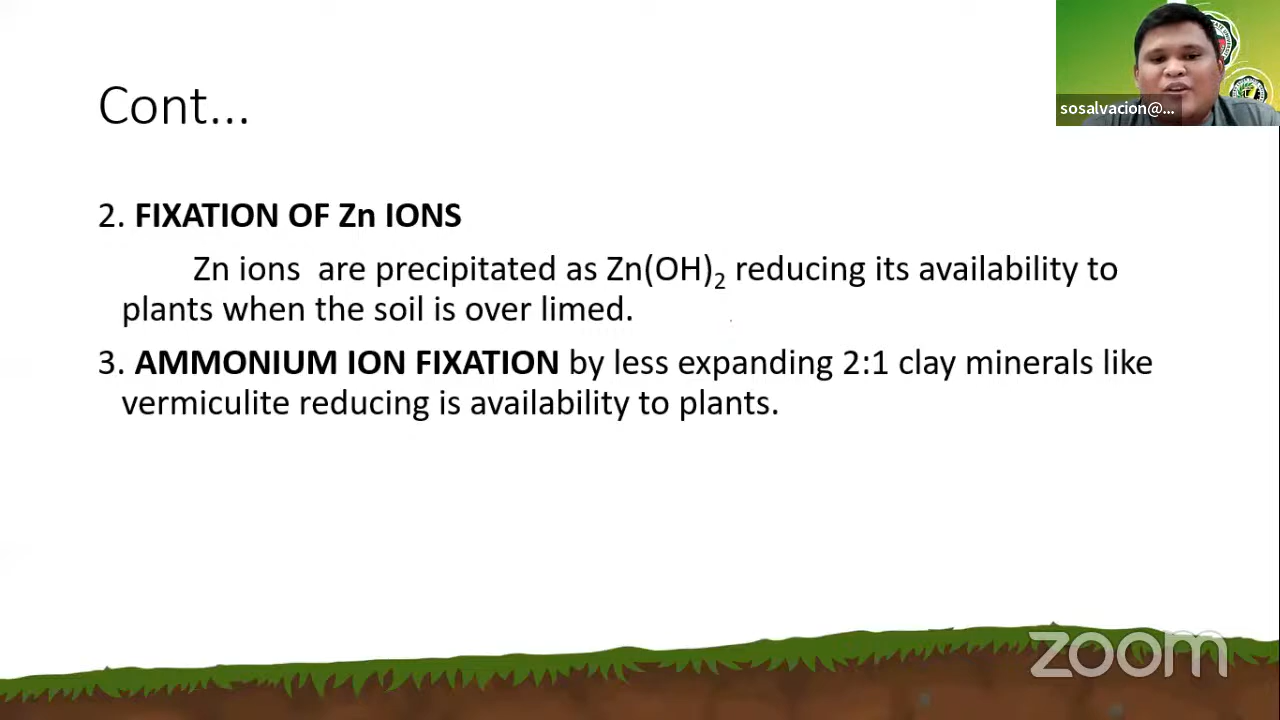 Cont...
sosalvacion@...
2. FIXATION OF Zn IONS
Zn ions are precipitated as Zn(OH)₂ reducing its availability to
plants when the soil is over limed.
3. AMMONIUM ION FIXATION by less expanding 2:1 clay minerals like
vermiculite reducing is availability to plants.
zoom